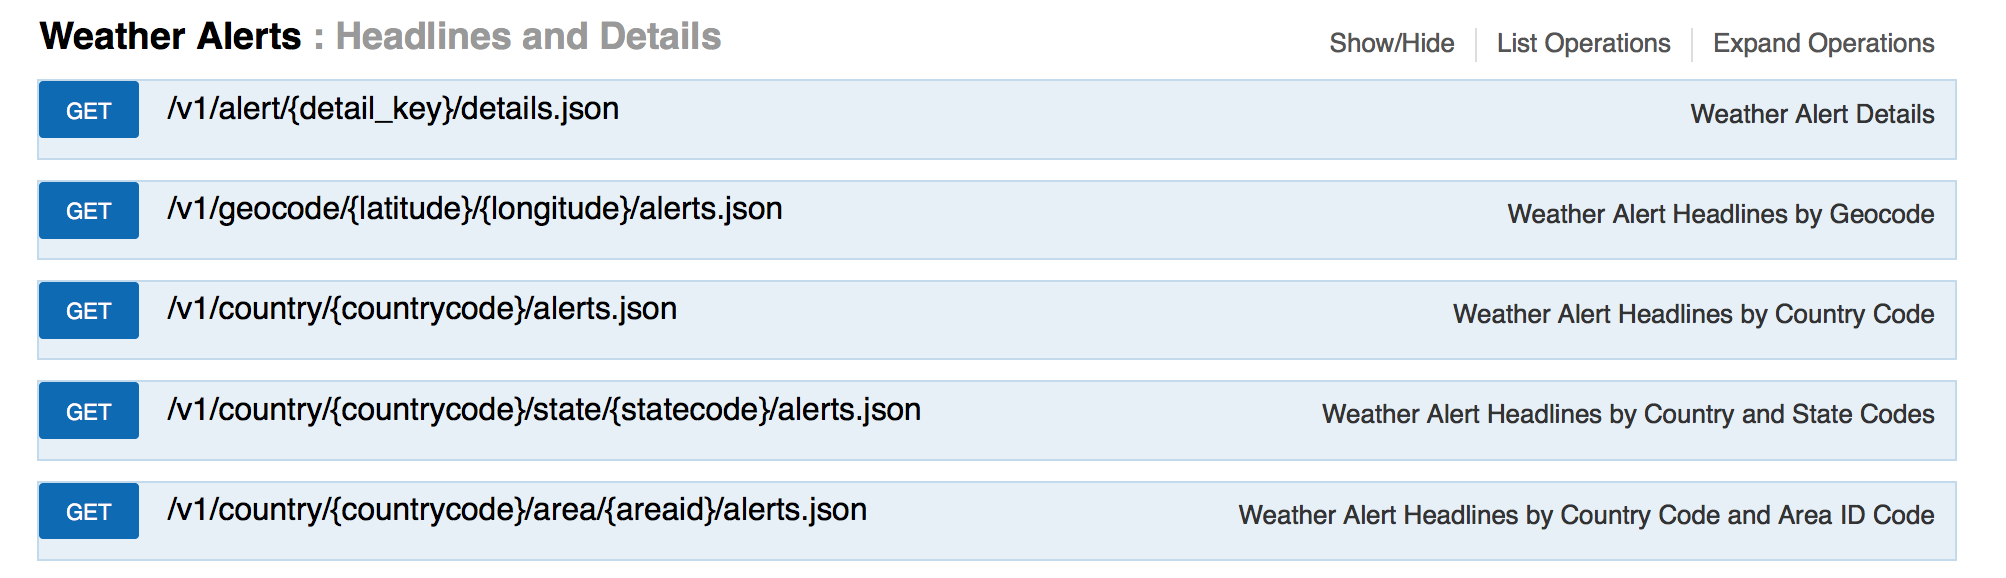 Weather Alerts : Headlines and Details
Show/Hide List Operations Expand Operations
GET /v1/alert/{detail_key}/details.json Weather Alert Details
GET /v1/geocode/{latitude}/{longitude}/alerts.json Weather Alert Headlines by Geocode
GET /v1/country/{countrycode}/alerts.json Weather Alert Headlines by Country Code
GET /v1/country/{countrycode}/state/{statecode}/alerts.json Weather Alert Headlines by Country and State Codes
GET /v1/country/{countrycode}/area/{areaid}/alerts.json Weather Alert Headlines by Country Code and Area ID Code